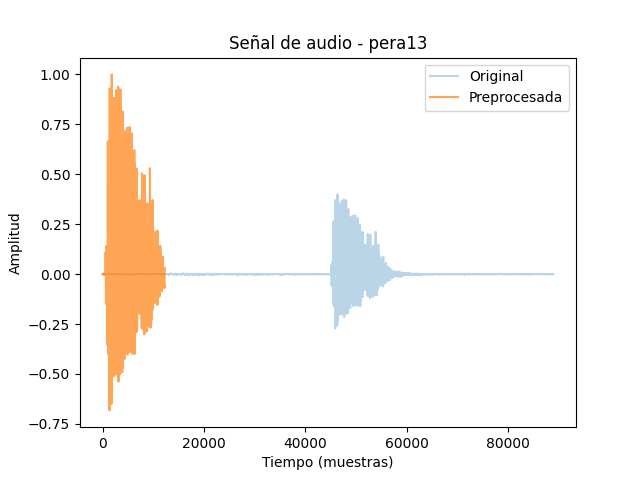 Señal de audio - pera13
Original
Preprocesada
1.00
0.75
0.50
0.25
0.00
−0.25
−0.50
−0.75
Amplitud
0
20000
40000
60000
80000
Tiempo (muestras)